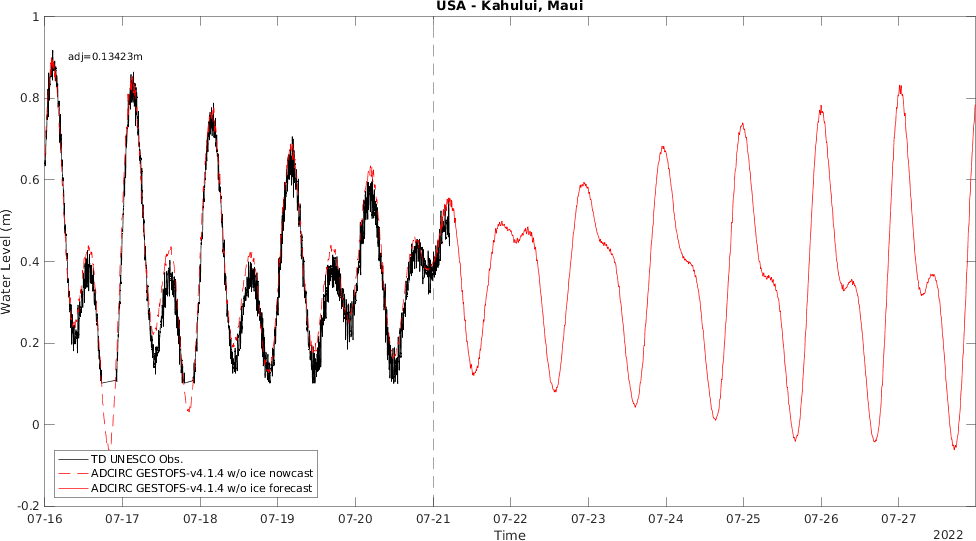 USA - Kahului, Maui
adj=0.13423m
Water Level (m)
1
0.8
0.6
0.4
0.2
0
-0.2
TD UNESCO Obs.
ADCIRC GESTOFS-v4.1.4 w/o ice nowcast
ADCIRC GESTOFS-v4.1.4 w/o ice forecast
07-16 07-17 07-18 07-19 07-20 07-21 07-22 07-23 07-24 07-25 07-26 07-27
Time
2022